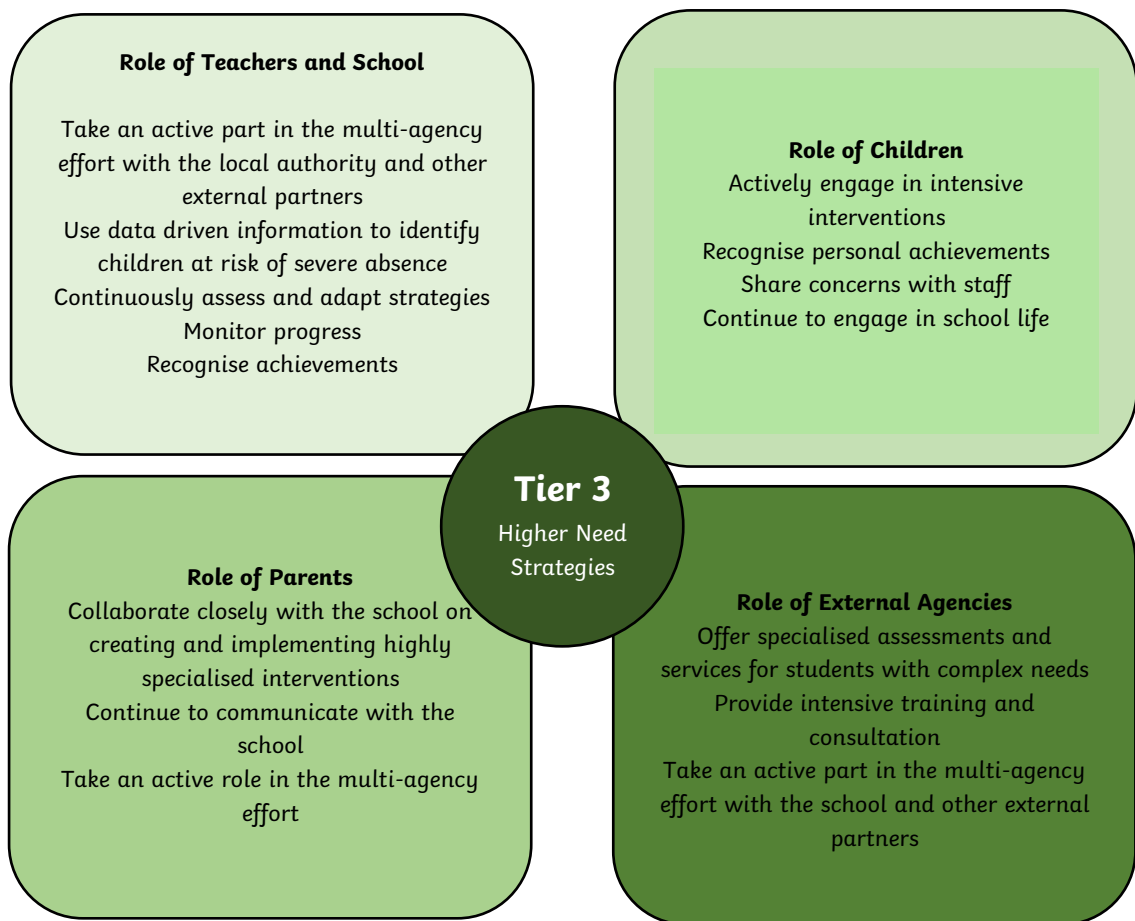 Role of Teachers and School
Take an active part in the multi-agency
effort with the local authority and other
external partners
Use data driven information to identify
children at risk of severe absence
Continuously assess and adapt strategies
Monitor progress
Recognise achievements
Role of Children
Actively engage in intensive
interventions
Recognise personal achievements
Share concerns with staff
Continue to engage in school life
Tier 3
Higher Need
Strategies
Role of Parents
Collaborate closely with the school on
creating and implementing highly
specialised interventions
Continue to communicate with the
school
Take an active role in the multi-agency
effort
Role of External Agencies
Offer specialised assessments and
services for students with complex needs
Provide intensive training and
consultation
Take an active part in the multi-agency
effort with the school and other external
partners